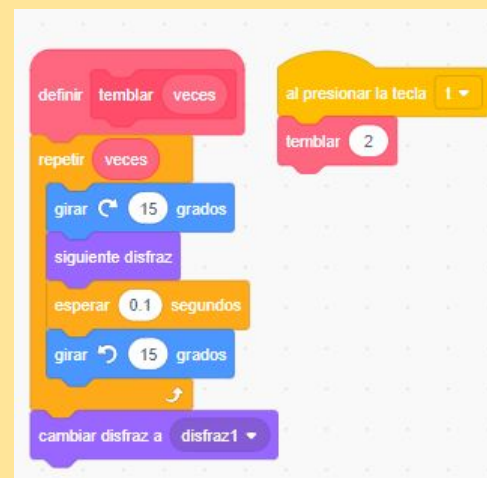 definir temblar veces
repetir veces
girar 15 grados
siguiente disfraz
esperar 0.1 segundos
girar 15 grados
cambiar disfraz a disfraz1
al presionar la tecla t
temblar 2